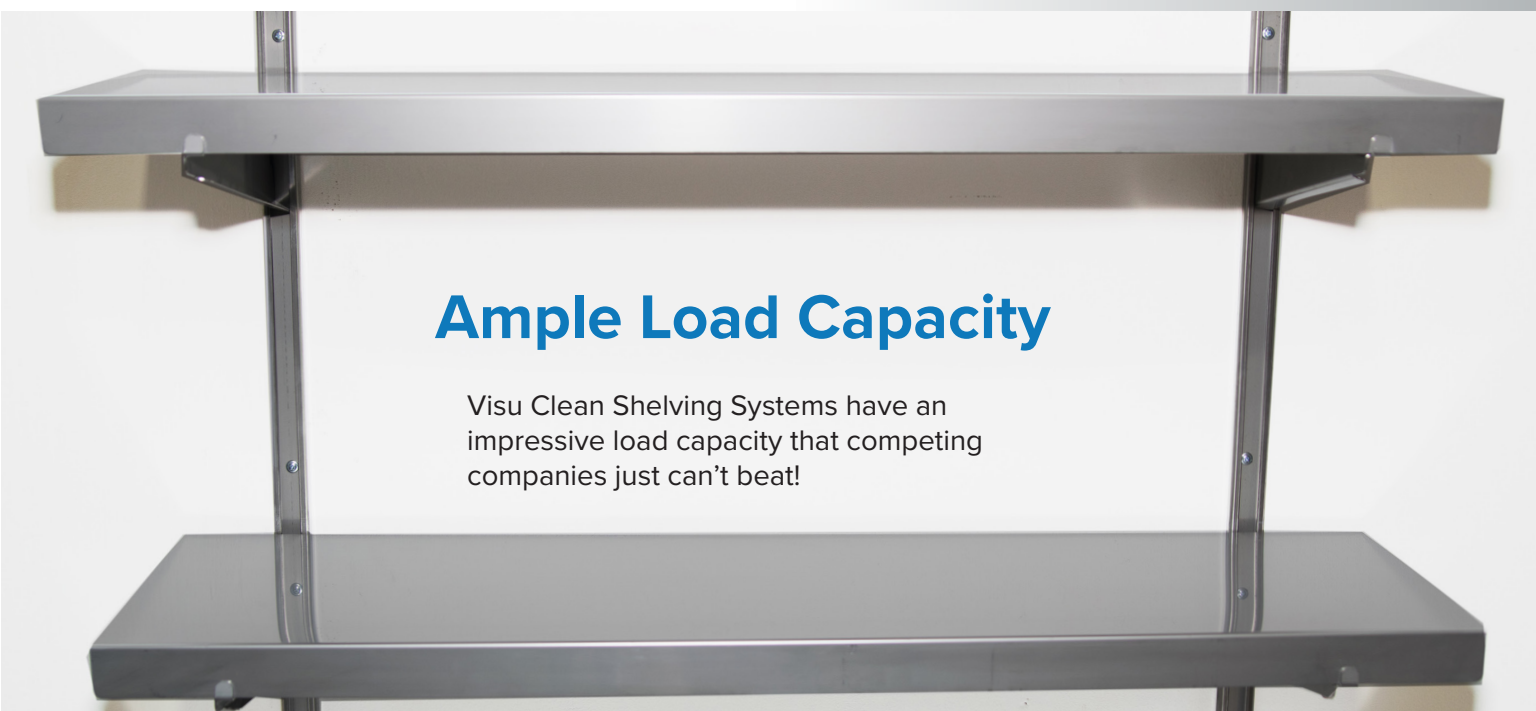 Ample Load Capacity
Visu Clean Shelving Systems have an
impressive load capacity that competing
companies just can’t beat!